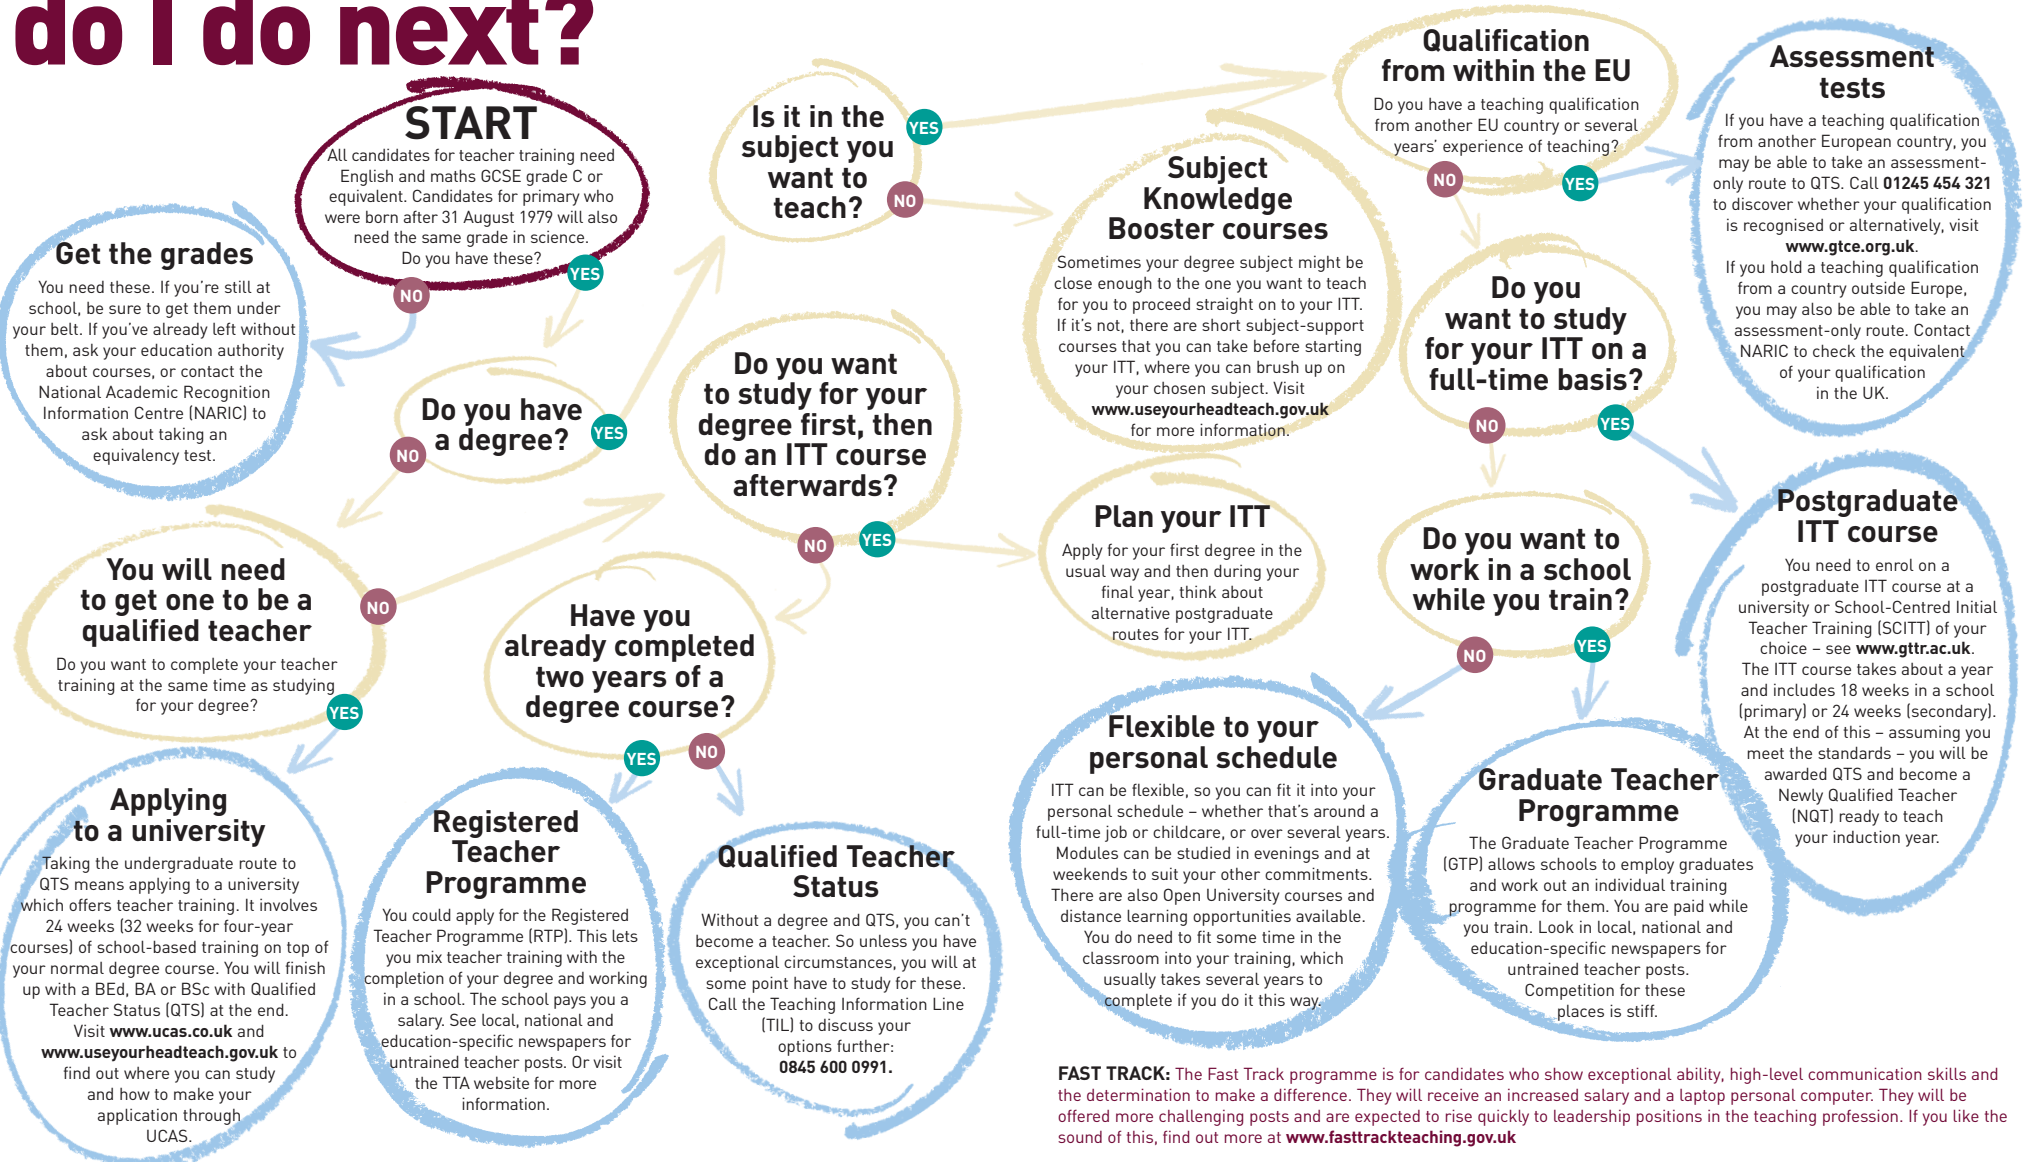 do I do next?
START
All candidates for teacher training need
English and maths GCSE grade C or
equivalent. Candidates for primary who
were born after 31 August 1979 will also
need the same grade in science.
Do you have these?
NO
YES
Get the grades
You need these. If you're still at
school, be sure to get them under
your belt. If you've already left without
them, ask your education authority
about courses, or contact the
National Academic Recognition
Information Centre (NARIC) to
ask about taking an
equivalency test.
Do you have
a degree?
NO
YES
You will need
to get one to be a
qualified teacher
Do you want to complete your teacher
training at the same time as studying
for your degree?
NO
YES
Applying
to a university
Taking the undergraduate route to
QTS means applying to a university
which offers teacher training. It involves
24 weeks (32 weeks for four-year
courses) of school-based training on top of
your normal degree course. You will finish
up with a BEd, BA or BSc with Qualified
Teacher Status (QTS) at the end.
Visit www.ucas.co.uk and
www.useyourheadteach.gov.uk to
find out where you can study
and how to make your
application through
UCAS.
Is it in the
subject you
want to
teach?
YES
NO
Do you want
to study for your
degree first, then
do an ITT course
afterwards?
NO
YES
Have you
already completed
two years of a
degree course?
YES
NO
Registered
Teacher
Programme
You could apply for the Registered
Teacher Programme (RTP). This lets
you mix teacher training with the
completion of your degree and working
in a school. The school pays you a
salary. See local, national and
education-specific newspapers for
untrained teacher posts. Or visit
the TTA website for more
information.
Qualified Teacher
Status
Without a degree and QTS, you can't
become a teacher. So unless you have
exceptional circumstances, you will at
some point have to study for these.
Call the Teaching Information Line
(TIL) to discuss your
options further:
0845 600 0991.
Subject
Knowledge
Booster courses
Sometimes your degree subject might be
close enough to the one you want to teach
for you to proceed straight on to your ITT.
If it's not, there are short subject-support
courses that you can take before starting
your ITT, where you can brush up on
your chosen subject. Visit
www.useyourheadteach.gov.uk
for more information.
Plan your ITT
Apply for your first degree in the
usual way and then during your
final year, think about
alternative postgraduate
routes for your ITT.
Qualification
from within the EU
Do you have a teaching qualification
from another EU country or several
years' experience of teaching?
NO
YES
Assessment
tests
If you have a teaching qualification
from another European country, you
may be able to take an assessment-
only route to QTS. Call 01245 454 321
to discover whether your qualification
is recognised or alternatively, visit
www.gtce.org.uk.
If you hold a teaching qualification
from a country outside Europe,
you may also be able to take an
assessment-only route. Contact
NARIC to check the equivalent
of your qualification
in the UK.
Do you
want to study
for your ITT on a
full-time basis?
NO
YES
Do you want to
work in a school
while you train?
NO
YES
Postgraduate
ITT course
You need to enrol on a
postgraduate ITT course at a
university or School-Centred Initial
Teacher Training (SCITT) of your
choice – see www.gttr.ac.uk.
The ITT course takes about a year
and includes 18 weeks in a school
(primary) or 24 weeks (secondary).
At the end of this – assuming you
meet the standards – you will be
awarded QTS and become a
Newly Qualified Teacher
(NQT) ready to teach
your induction year.
Flexible to your
personal schedule
ITT can be flexible, so you can fit it into your
personal schedule – whether that's around a
full-time job or childcare, or over several years.
Modules can be studied in evenings and at
weekends to suit your other commitments.
There are also Open University courses and
distance learning opportunities available.
You do need to fit some time in the
classroom into your training, which
usually takes several years to
complete if you do it this way.
Graduate Teacher
Programme
The Graduate Teacher Programme
(GTP) allows schools to employ graduates
and work out an individual training
programme for them. You are paid while
you train. Look in local, national and
education-specific newspapers for
untrained teacher posts.
Competition for these
places is stiff.
FAST TRACK: The Fast Track programme is for candidates who show exceptional ability, high-level communication skills and
the determination to make a difference. They will receive an increased salary and a laptop personal computer. They will be
offered more challenging posts and are expected to rise quickly to leadership positions in the teaching profession. If you like the
sound of this, find out more at www.fasttrackteaching.gov.uk